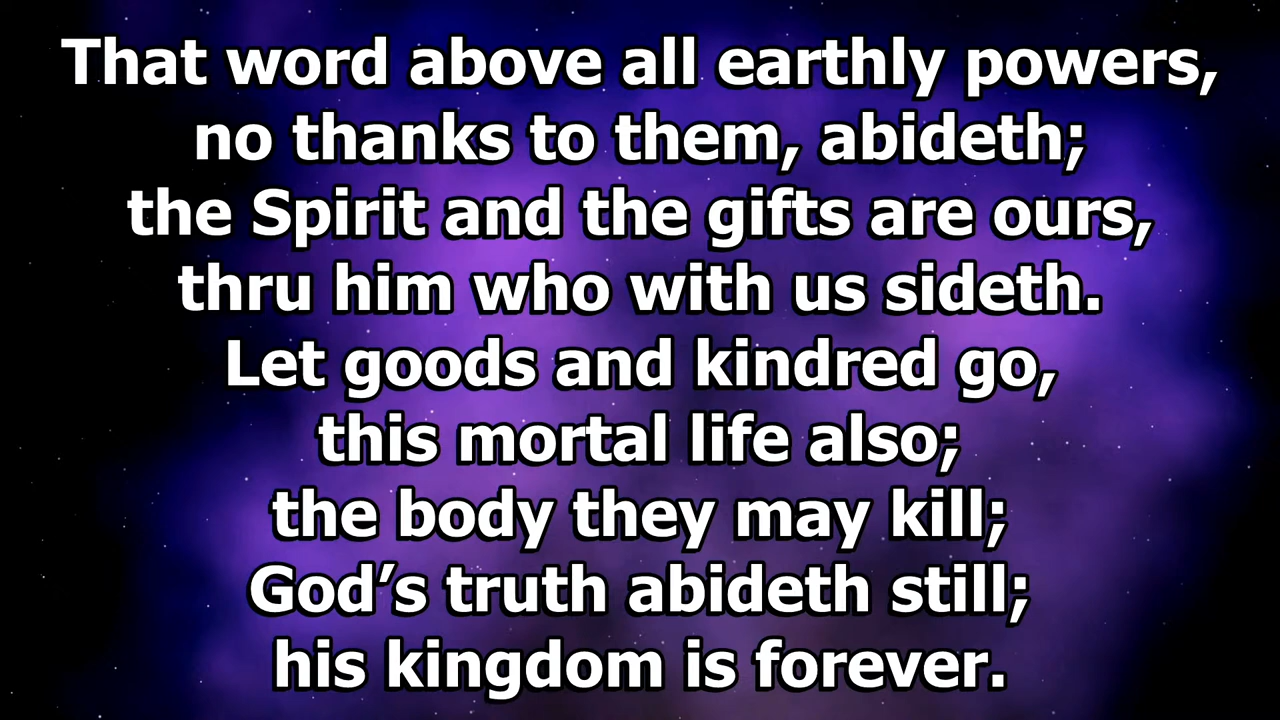 That word above all earthly powers,
no thanks to them, abideth;
the Spirit and the gifts are ours,
thru him who with us sideth.
Let goods and kindred go,
this mortal life also;
the body they may kill;
God’s truth abideth still;
his kingdom is forever.